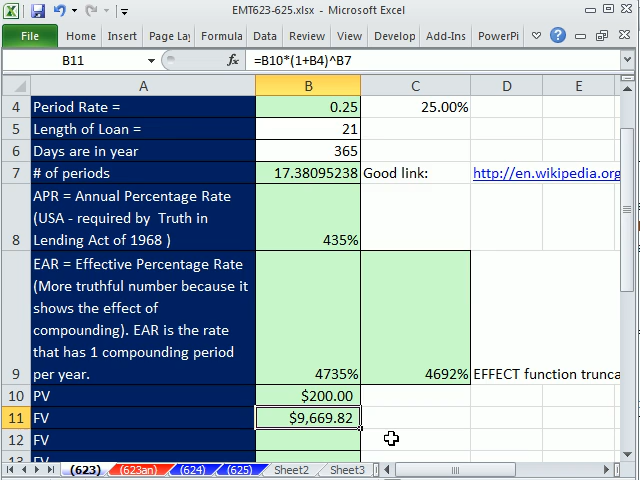 EMT623-625.xlsx - Microsoft Excel
File Home Insert Page Lay Formula Data Review View Develop Add-Ins PowerPi
B11 fx =B10*(1+B4)^B7
A B C D E
4 Period Rate = 0.25 25.00%
5 Length of Loan = 21
6 Days are in year 365
7 # of periods 17.38095238 Good link: http://en.wikipedia.org
APR = Annual Percentage Rate
(USA - required by Truth in
8 Lending Act of 1968 ) 435%
EAR = Effective Percentage Rate
(More truthful number because it
shows the effect of
compounding). EAR is the rate
that has 1 compounding period
9 per year. 4735% 4692% EFFECT function trunca
10 PV $200.00
11 FV $9,669.82
12 FV
13 FV
(623) (623an) (624) (625) Sheet2 Sheet3